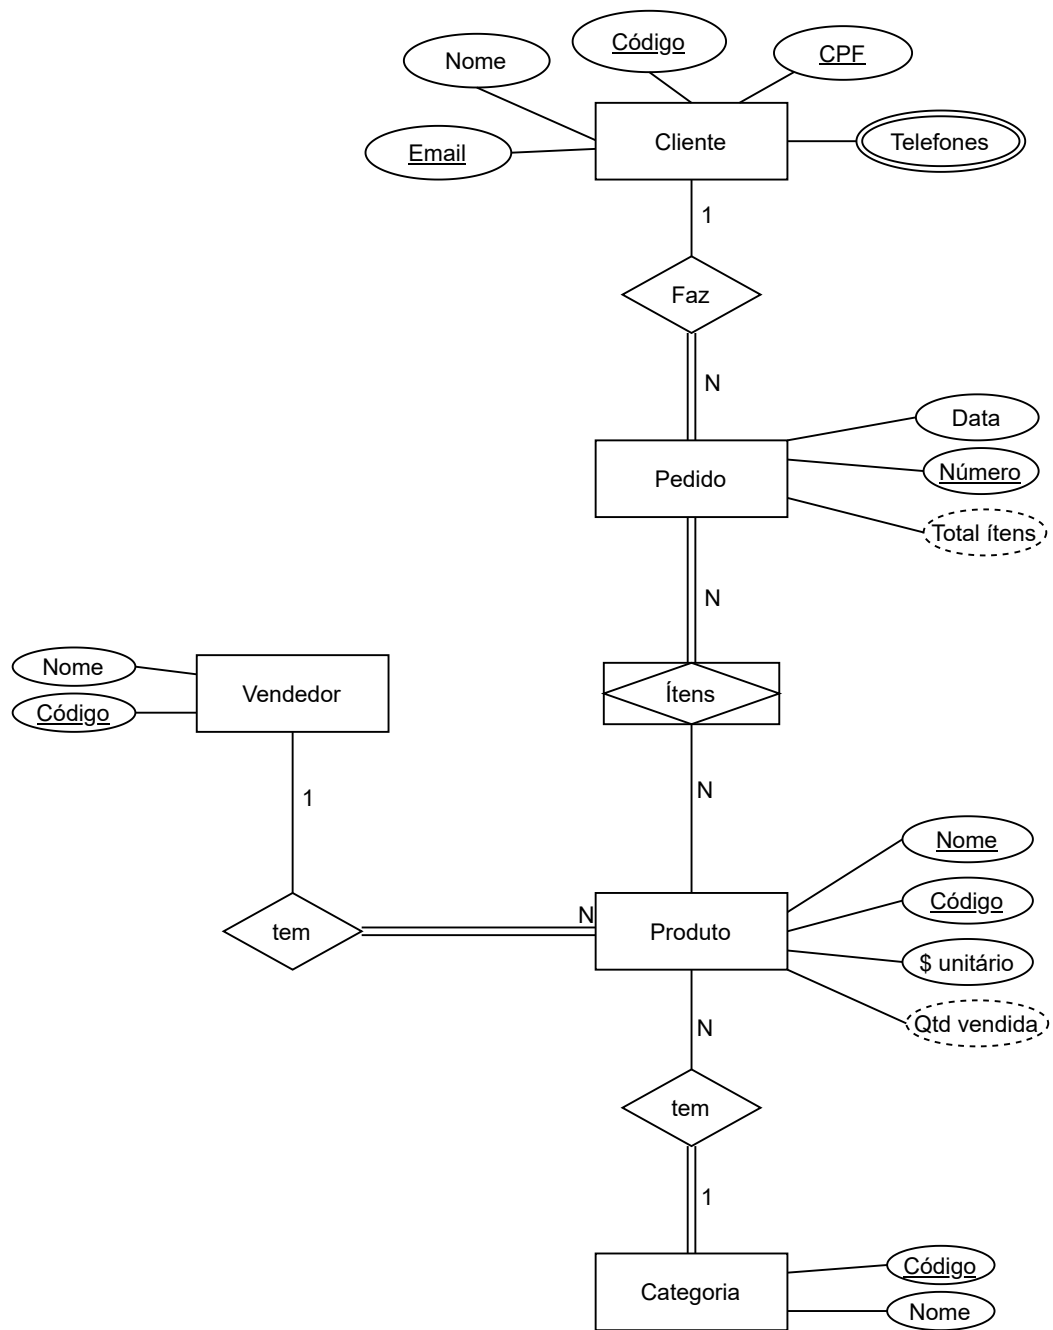 Código
CPF
Nome
Email
Cliente
Telefones
1
Faz
N
Data
Pedido
Número
Total ítens
N
Nome
Código
Vendedor
Ítens
1
N
Nome
Código
tem
N
Produto
$ unitário
Qtd vendida
N
tem
1
Código
Categoria
Nome